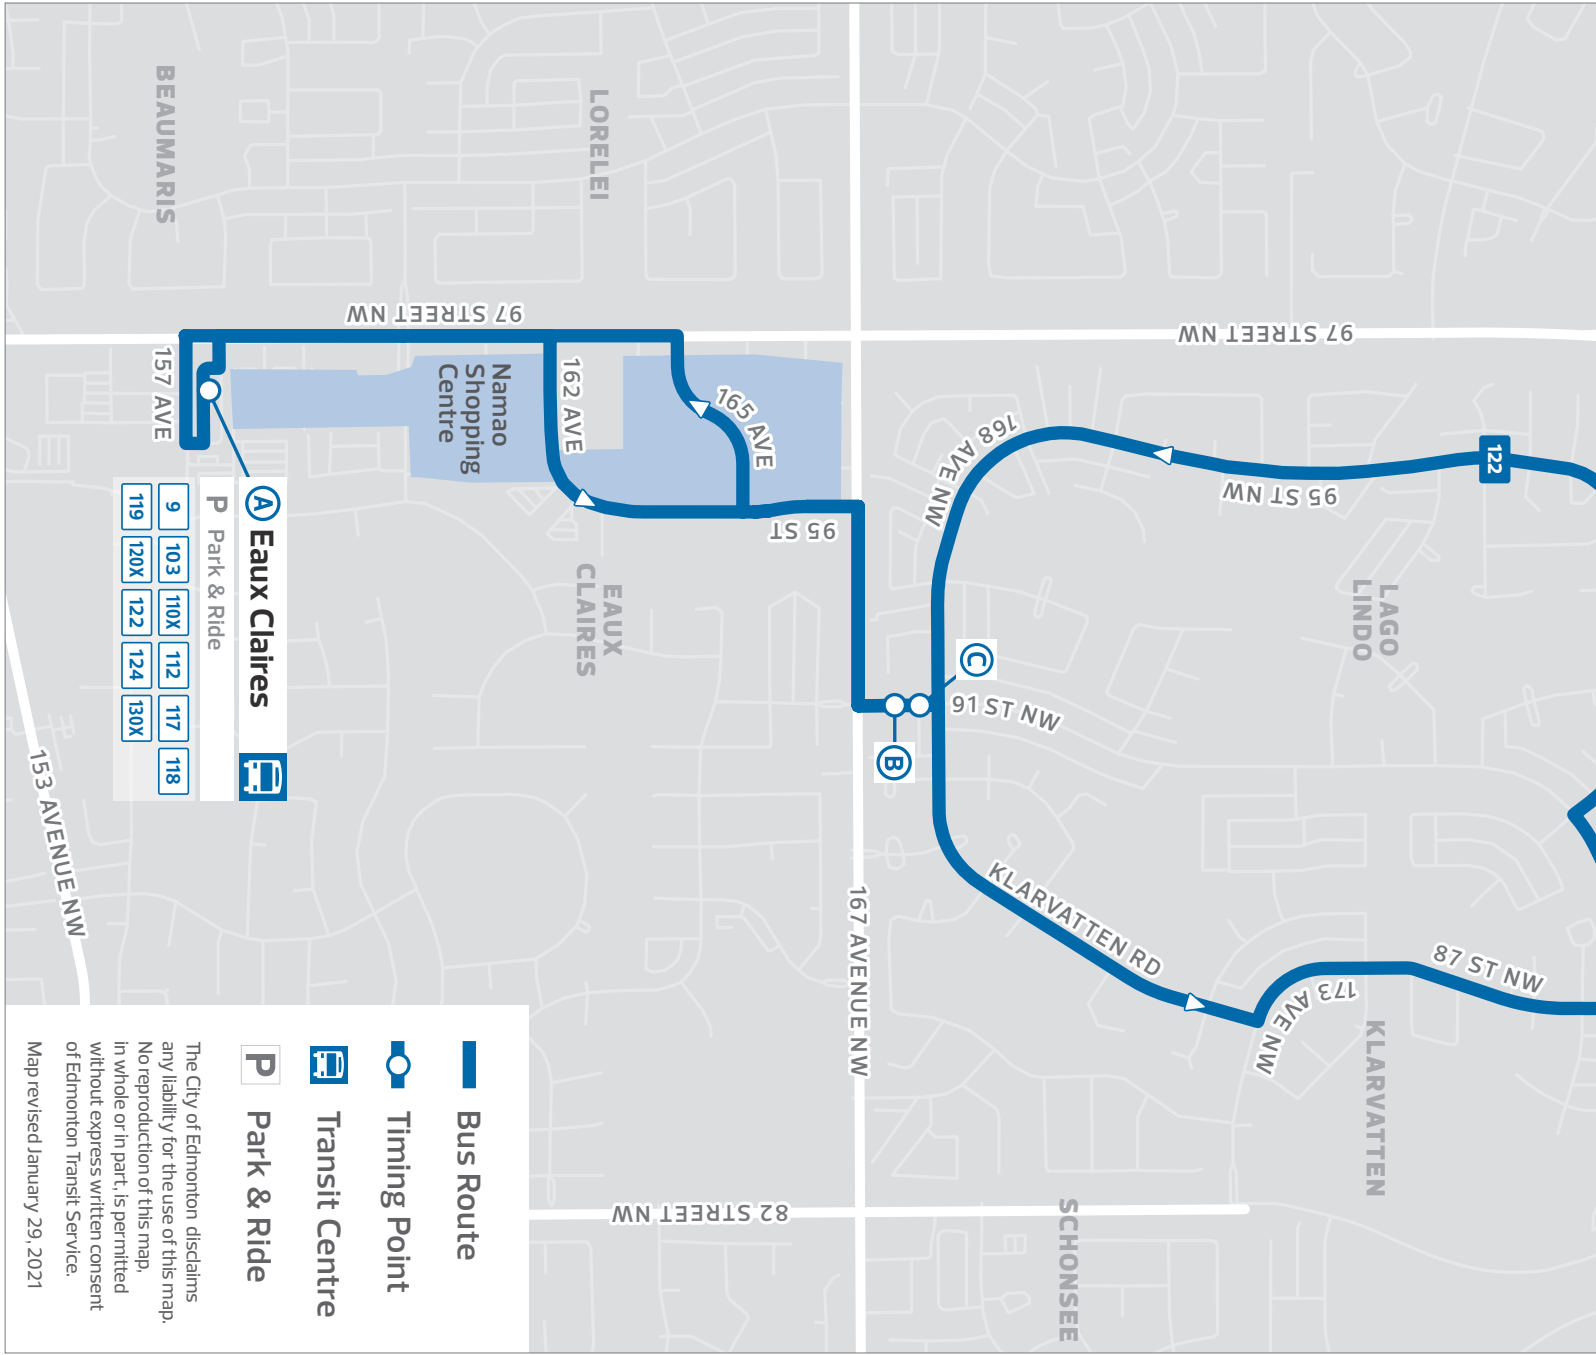 BEAUMARIS
LORELEI
97 STREET NW
97 STREET NW
157 AVE
Namao
Shopping
Centre
162 AVE
165 AVE
95 ST
168 AVE NW
95 ST NW
122
LAGO
LINDO
EAUX
CLAIRES
A Eaux Claires
P Park & Ride
9 103 110X 112 117 118
119 120X 122 124 130X
C
91 ST NW
B
153 AVENUE NW
167 AVENUE NW
KLARVATTEN RD
87 ST NW
173 AVE NW
KLARVATTEN
82 STREET NW
SCHONSEE
Bus Route
Timing Point
Transit Centre
P Park & Ride
The City of Edmonton disclaims
any liability for the use of this map.
No reproduction of this map,
in whole or in part, is permitted
without express written consent
of Edmonton Transit Service.
Map revised January 29, 2021